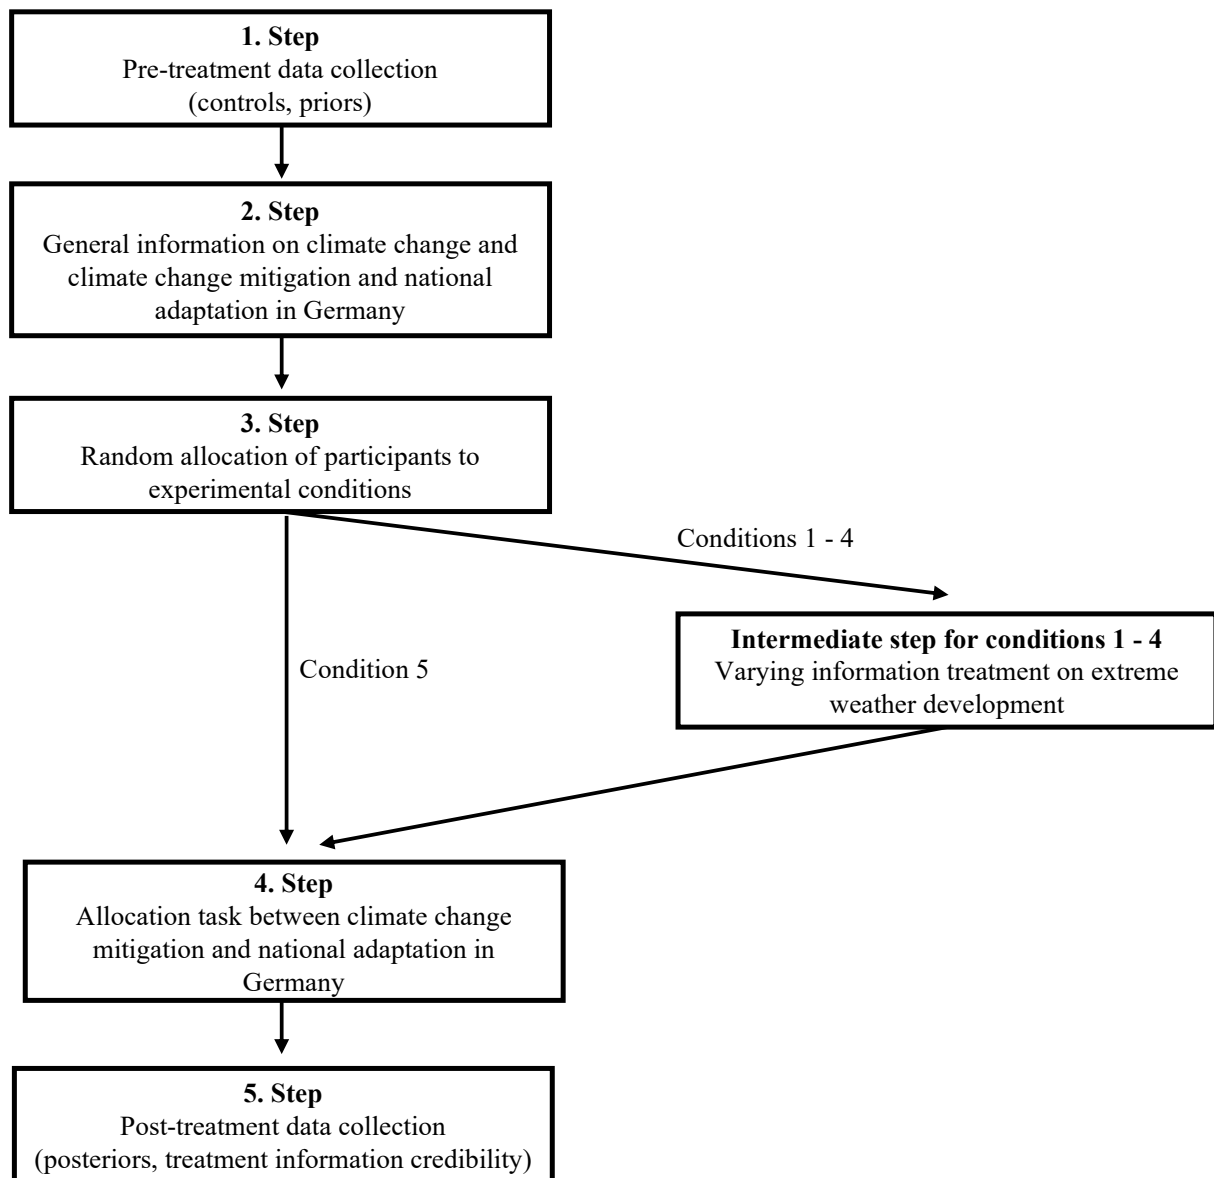 1. Step
Pre-treatment data collection
(controls, priors)
2. Step
General information on climate change and
climate change mitigation and national
adaptation in Germany
3. Step
Random allocation of participants to
experimental conditions
Conditions 1 - 4
Intermediate step for conditions 1 - 4
Varying information treatment on extreme
weather development
Condition 5
4. Step
Allocation task between climate change
mitigation and national adaptation in
Germany
5. Step
Post-treatment data collection
(posteriors, treatment information credibility)